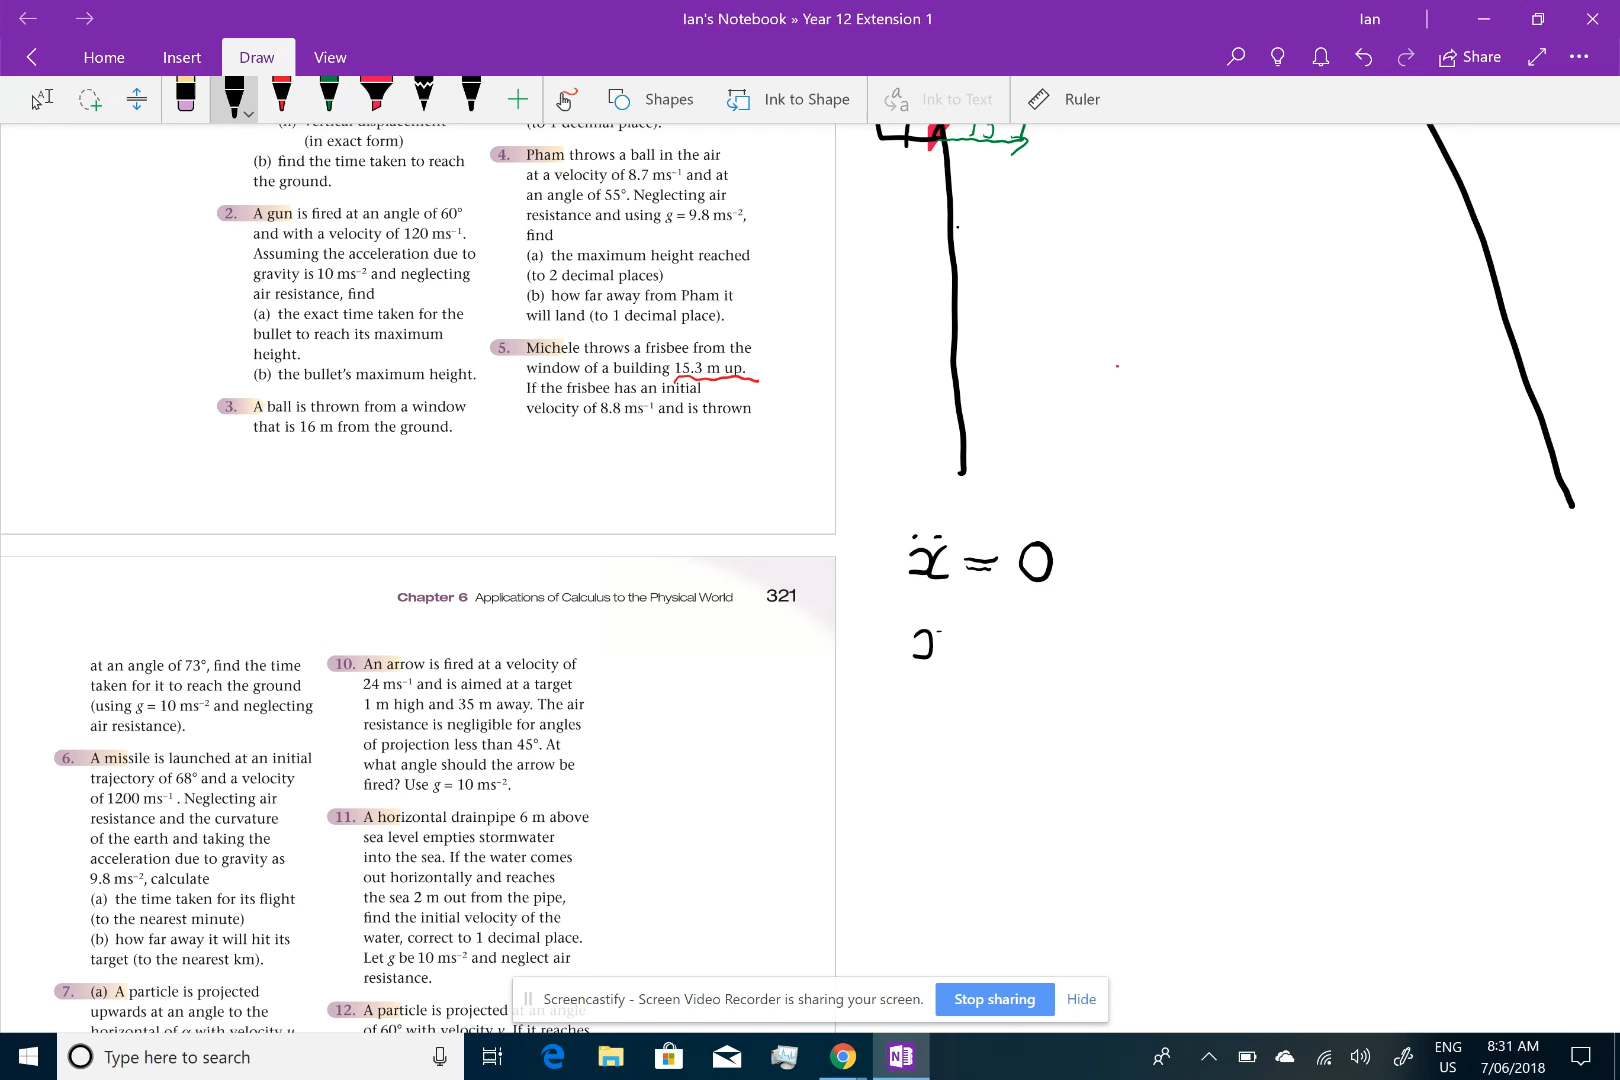 Ian's Notebook » Year 12 Extension 1
Ian
Home Insert Draw View
Share
Shapes
Ink to Shape
Ink to Text
Ruler
(in exact form)
(b) find the time taken to reach
the ground.
2. A gun is fired at an angle of 60°
and with a velocity of 120 ms⁻¹.
Assuming the acceleration due to
gravity is 10 ms⁻² and neglecting
air resistance, find
(a) the exact time taken for the
bullet to reach its maximum
height.
(b) the bullet's maximum height.
3. A ball is thrown from a window
that is 16 m from the ground.
(to 1 decimal place).
4. Pham throws a ball in the air
at a velocity of 8.7 ms⁻¹ and at
an angle of 55°. Neglecting air
resistance and using g = 9.8 ms⁻²,
find
(a) the maximum height reached
(to 2 decimal places)
(b) how far away from Pham it
will land (to 1 decimal place).
5. Michele throws a frisbee from the
window of a building 15.3 m up.
If the frisbee has an initial
velocity of 8.8 ms⁻¹ and is thrown
ẍ = 0
Chapter 6 Applications of Calculus to the Physical World 321
at an angle of 73°, find the time
taken for it to reach the ground
(using g = 10 ms⁻² and neglecting
air resistance).
6. A missile is launched at an initial
trajectory of 68° and a velocity
of 1200 ms⁻¹ . Neglecting air
resistance and the curvature
of the earth and taking the
acceleration due to gravity as
9.8 ms⁻², calculate
(a) the time taken for its flight
(to the nearest minute)
(b) how far away it will hit its
target (to the nearest km).
7. (a) A particle is projected
upwards at an angle to the
horizontal of α with velocity u
10. An arrow is fired at a velocity of
24 ms⁻¹ and is aimed at a target
1 m high and 35 m away. The air
resistance is negligible for angles
of projection less than 45°. At
what angle should the arrow be
fired? Use g = 10 ms⁻².
11. A horizontal drainpipe 6 m above
sea level empties stormwater
into the sea. If the water comes
out horizontally and reaches
the sea 2 m out from the pipe,
find the initial velocity of the
water, correct to 1 decimal place.
Let g be 10 ms⁻² and neglect air
resistance.
12. A particle is projected at an angle
of 60° with velocity v. If it reaches
Screencastify - Screen Video Recorder is sharing your screen.
Stop sharing
Hide
Type here to search
ENG
US
8:31 AM
7/06/2018